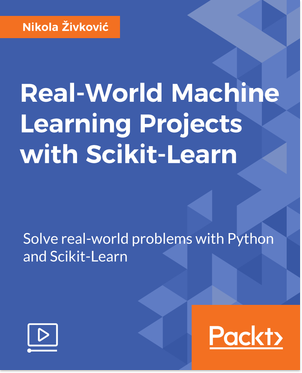 Nikola Živković
Real-World Machine
Learning Projects
with Scikit-Learn
Solve real-world problems with Python
and Scikit-Learn
Packt>